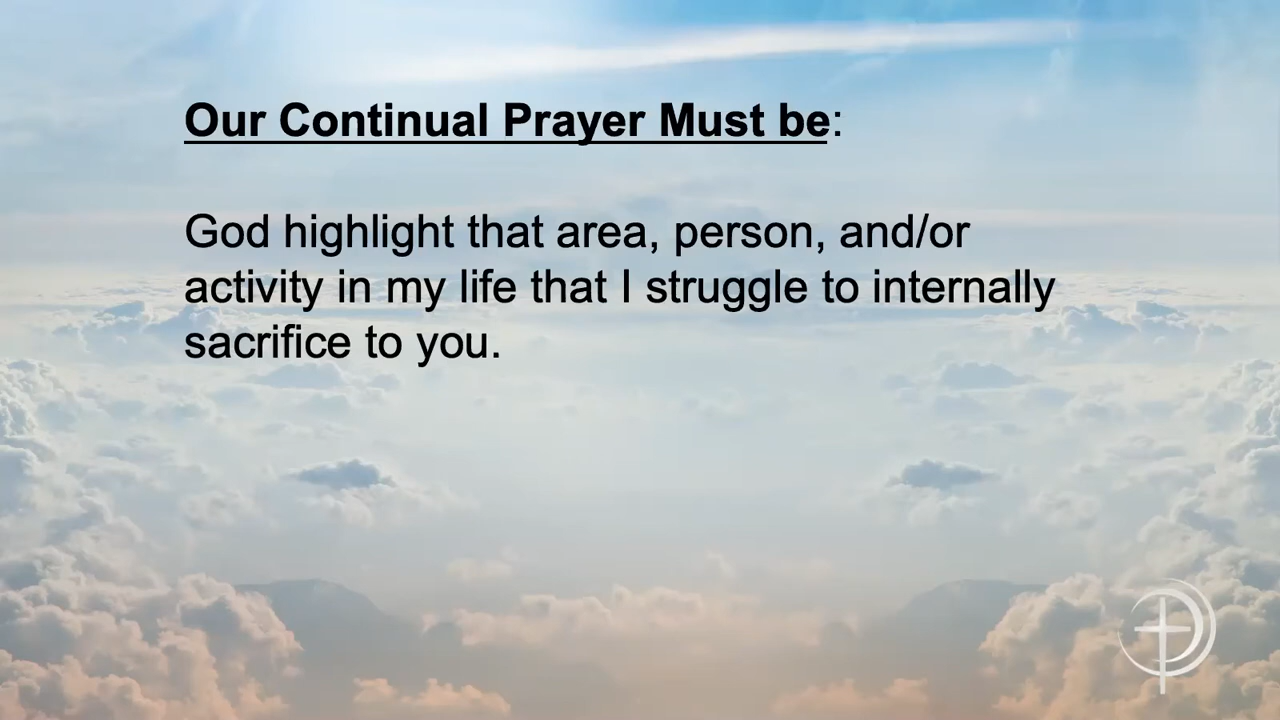 Our Continual Prayer Must be:
God highlight that area, person, and/or
activity in my life that I struggle to internally
sacrifice to you.